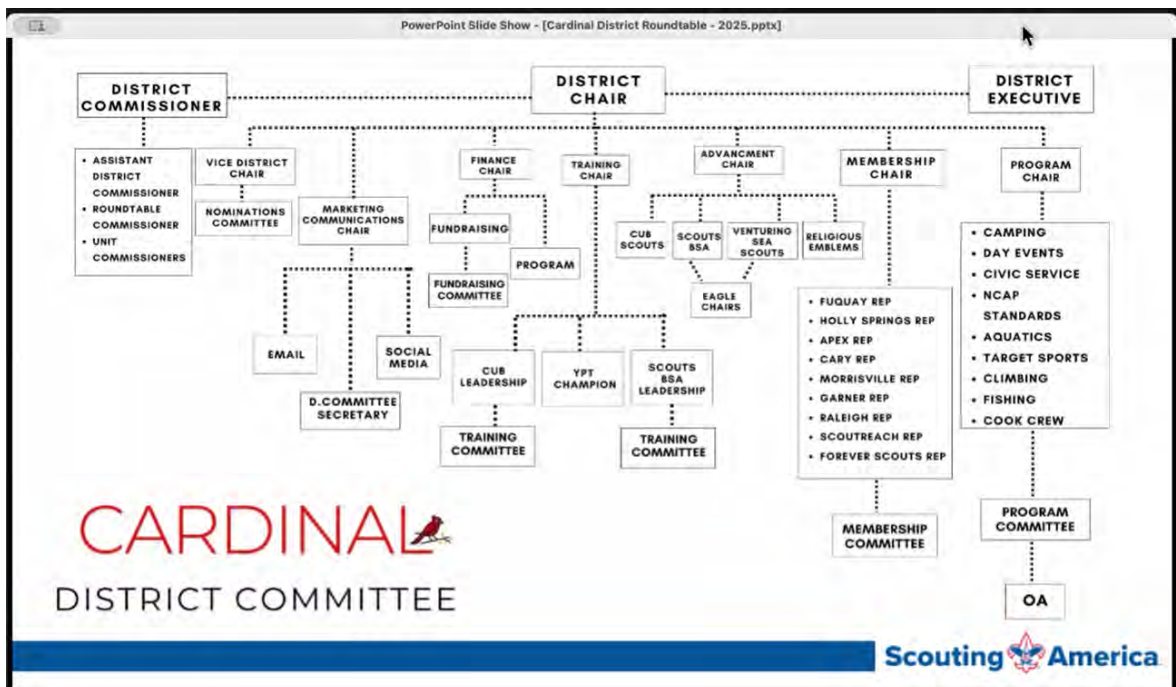 PowerPoint Slide Show - [Cardinal District Roundtable - 2025.pptx]
DISTRICT
COMMISSIONER
DISTRICT
CHAIR
DISTRICT
EXECUTIVE
• ASSISTANT
DISTRICT
COMMISSIONER
• ROUNDTABLE
COMMISSIONER
• UNIT
COMMISSIONERS
VICE DISTRICT
CHAIR
NOMINATIONS
COMMITTEE
MARKETING
COMMUNICATIONS
CHAIR
EMAIL
D.COMMITTEE
SECRETARY
SOCIAL
MEDIA
FINANCE
CHAIR
FUNDRAISING
FUNDRAISING
COMMITTEE
PROGRAM
TRAINING
CHAIR
CUB
LEADERSHIP
TRAINING
COMMITTEE
YPT
CHAMPION
SCOUTS
BSA
LEADERSHIP
TRAINING
COMMITTEE
ADVANCMENT
CHAIR
CUB
SCOUTS
SCOUTS
BSA
VENTURING
SEA
SCOUTS
RELIGIOUS
EMBLEMS
EAGLE
CHAIRS
MEMBERSHIP
CHAIR
• FUQUAY REP
• HOLLY SPRINGS REP
• APEX REP
• CARY REP
• MORRISVILLE REP
• GARNER REP
• RALEIGH REP
• SCOUTREACH REP
• FOREVER SCOUTS REP
MEMBERSHIP
COMMITTEE
PROGRAM
CHAIR
• CAMPING
• DAY EVENTS
• CIVIC SERVICE
• NCAP
STANDARDS
• AQUATICS
• TARGET SPORTS
• CLIMBING
• FISHING
• COOK CREW
PROGRAM
COMMITTEE
OA
CARDINAL
DISTRICT COMMITTEE
Scouting America